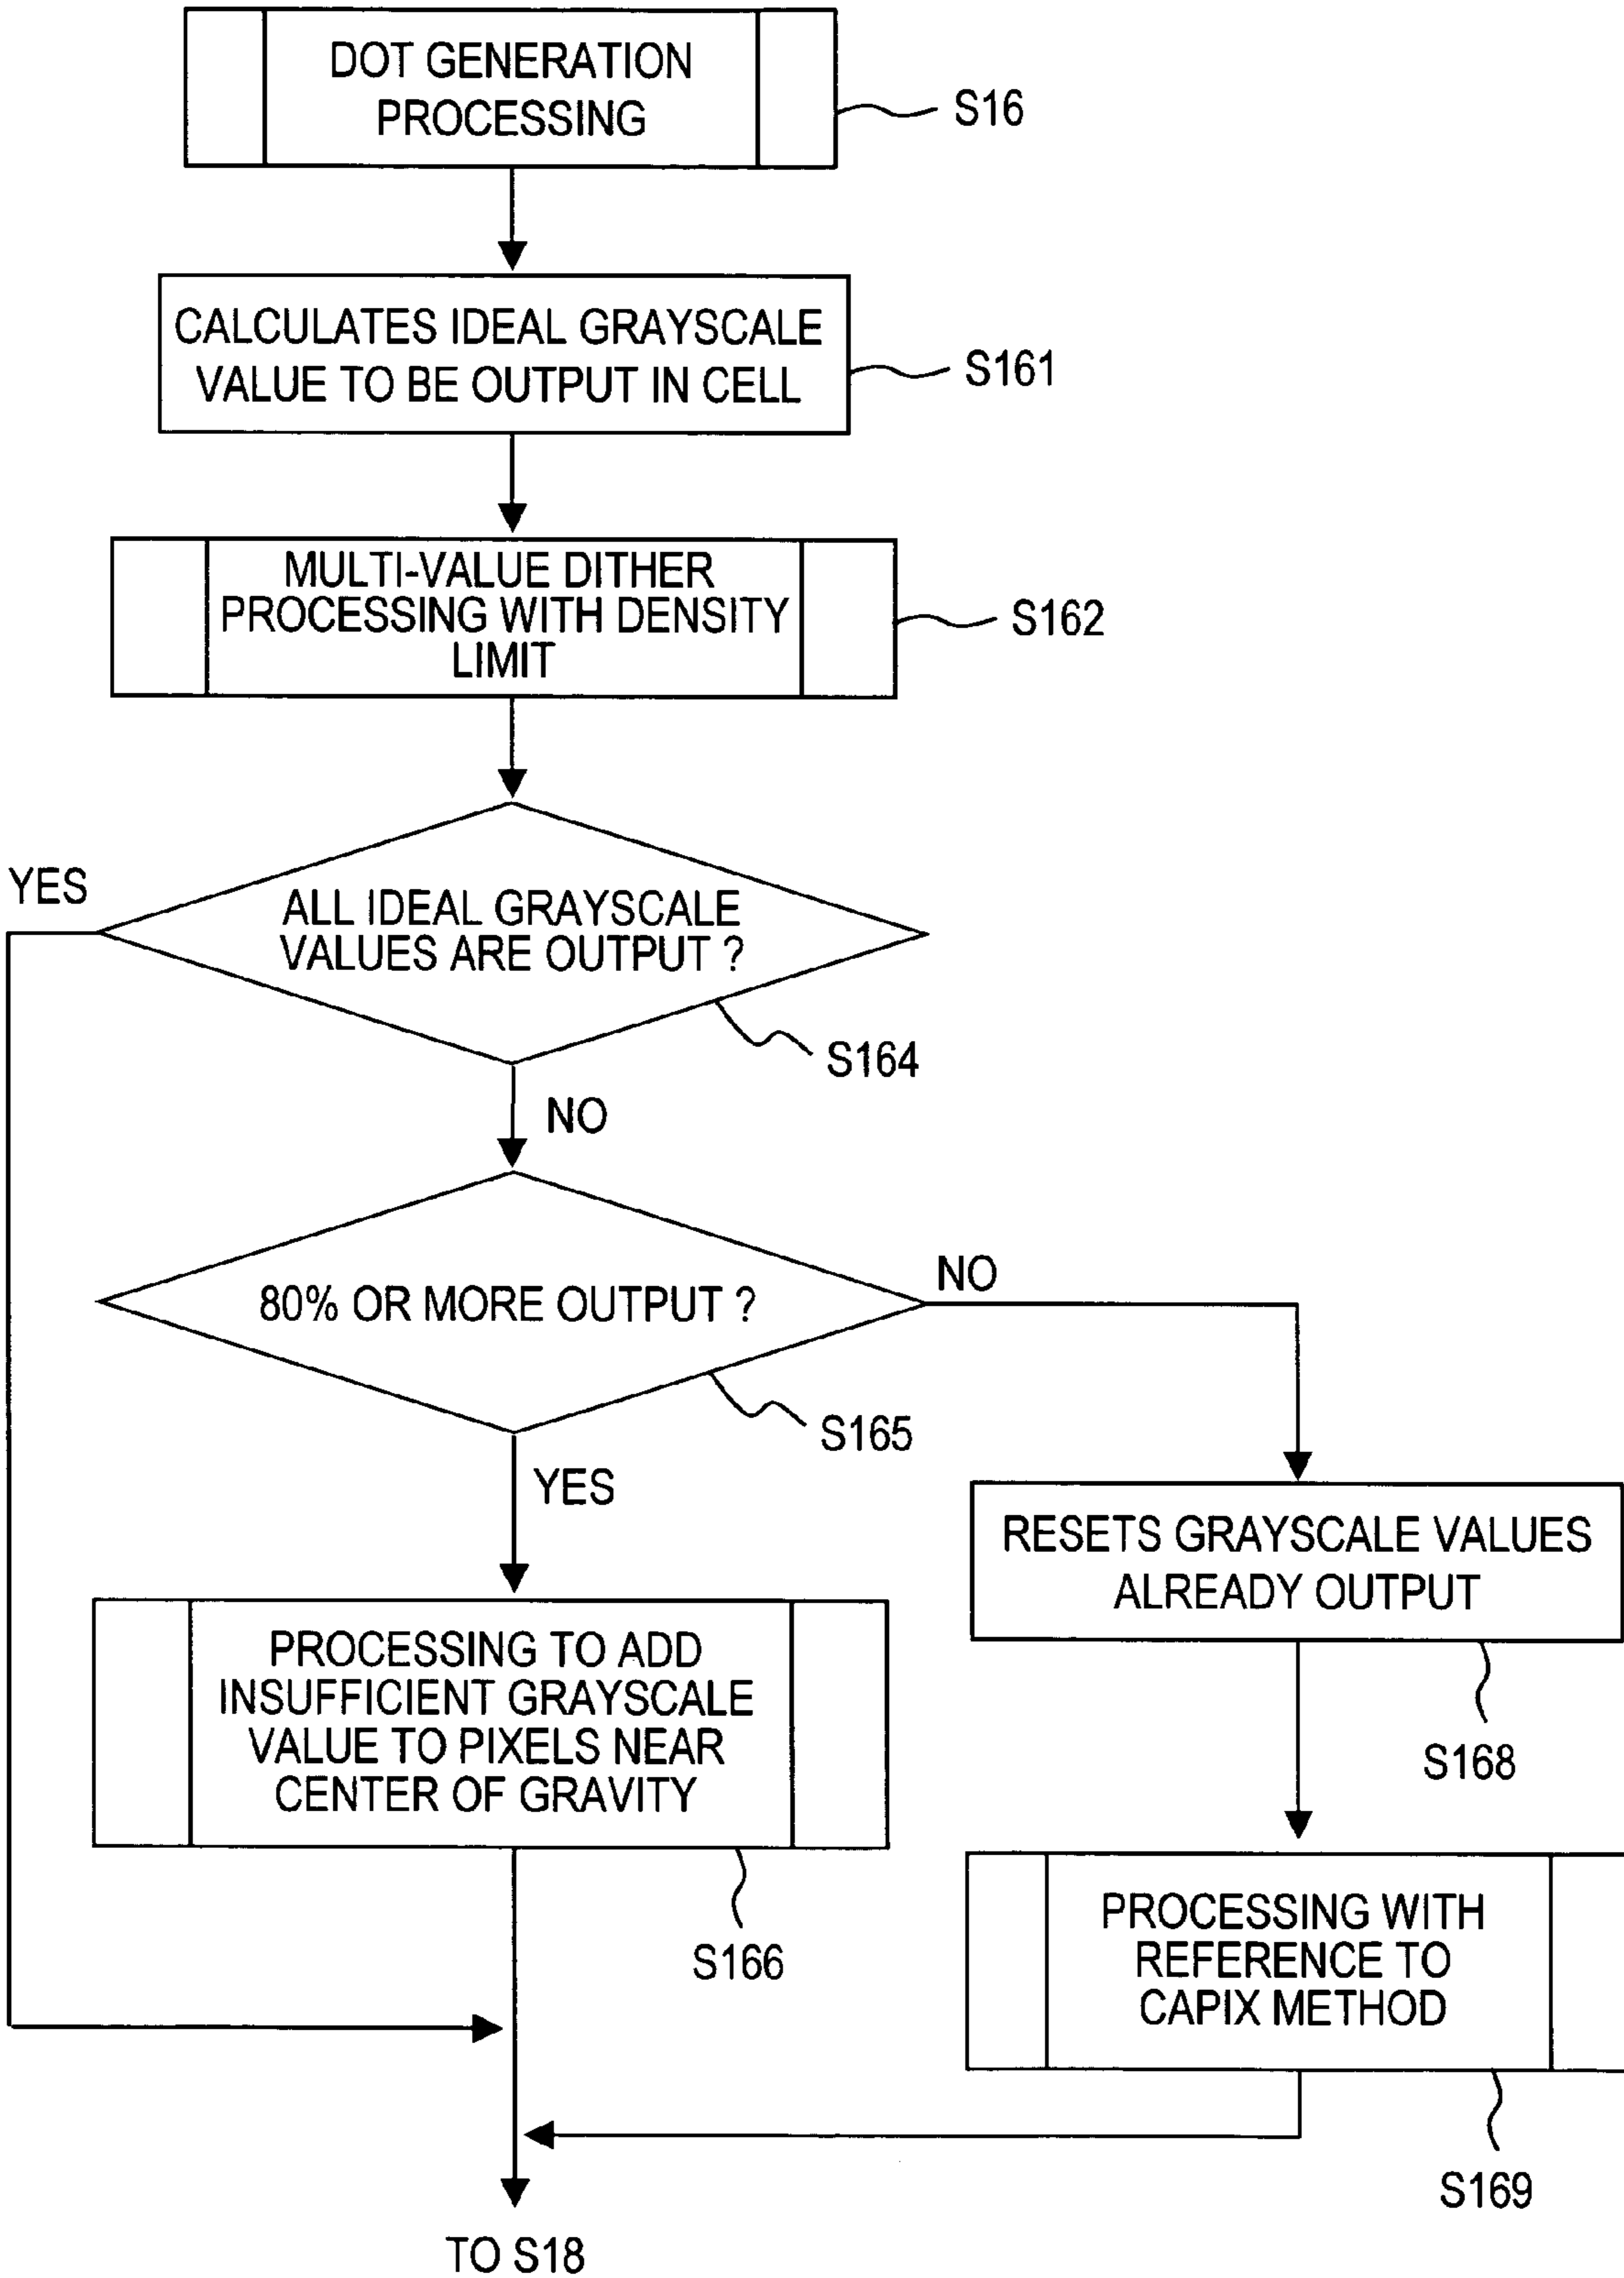 DOT GENERATION
PROCESSING
S16
CALCULATES IDEAL GRAYSCALE
VALUE TO BE OUTPUT IN CELL
S161
MULTI-VALUE DITHER
PROCESSING WITH DENSITY
LIMIT
S162
YES
ALL IDEAL GRAYSCALE
VALUES ARE OUTPUT ?
S164
NO
80% OR MORE OUTPUT ?
NO
S165
YES
RESETS GRAYSCALE VALUES
ALREADY OUTPUT
S168
PROCESSING TO ADD
INSUFFICIENT GRAYSCALE
VALUE TO PIXELS NEAR
CENTER OF GRAVITY
S166
PROCESSING WITH
REFERENCE TO
CAPIX METHOD
S169
TO S18